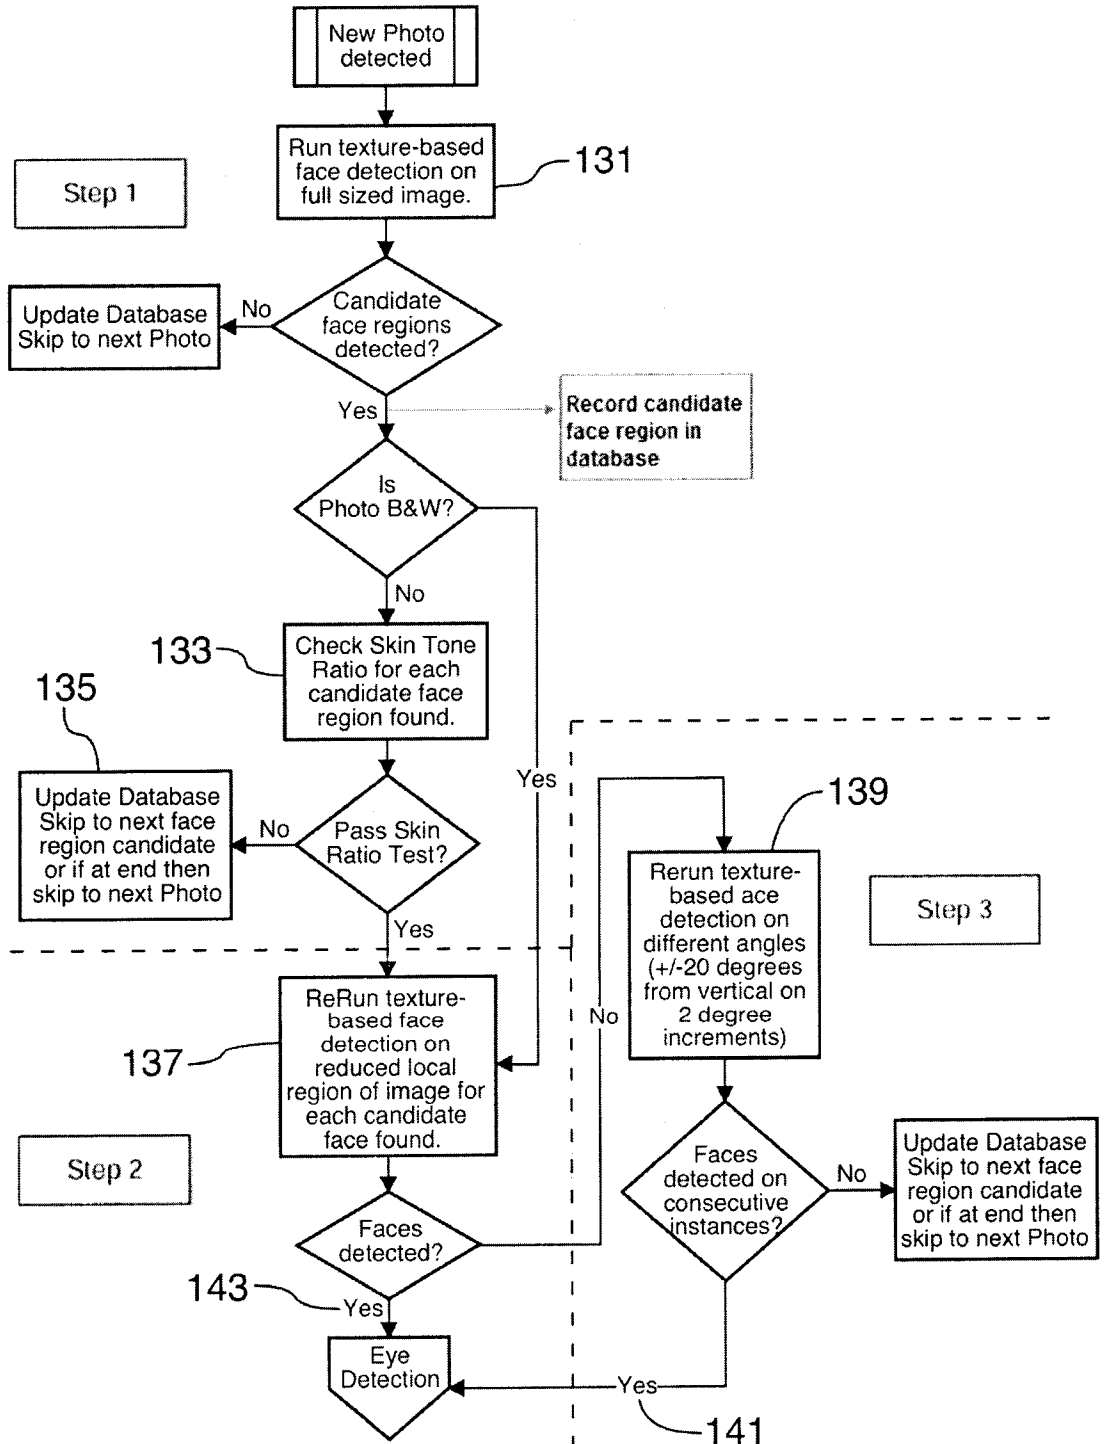 New Photo
detected
Run texture-based
face detection on
full sized image.
131
Step 1
Candidate
face regions
detected?
No
Update Database
Skip to next Photo
Yes
Record candidate
face region in
database
Is
Photo B&W?
Yes
No
133
Check Skin Tone
Ratio for each
candidate face
region found.
135
Update Database
Skip to next face
region candidate
or if at end then
skip to next Photo
No
Pass Skin
Ratio Test?
Yes
137
ReRun texture-
based face
detection on
reduced local
region of image for
each candidate
face found.
Step 2
Faces
detected?
No
143
Yes
Eye
Detection
139
Rerun texture-
based ace
detection on
different angles
(+/-20 degrees
from vertical on
2 degree
increments)
Step 3
Faces
detected on
consecutive
instances?
No
Update Database
Skip to next face
region candidate
or if at end then
skip to next Photo
Yes
141